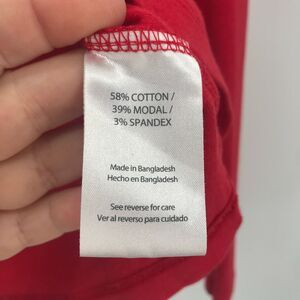 58% COTTON /
39% MODAL /
3% SPANDEX
Made in Bangladesh
Hecho en Bangladesh
See reverse for care
Ver al reverso para cuidado